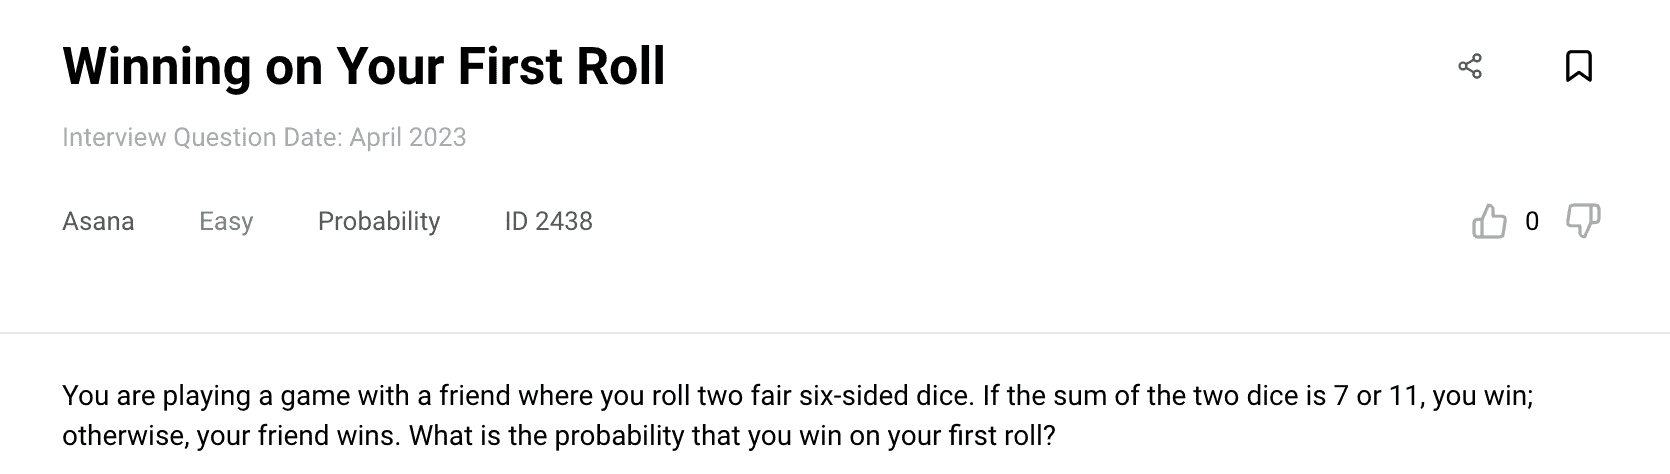 Winning on Your First Roll
Interview Question Date: April 2023
Asana Easy Probability ID 2438
0
You are playing a game with a friend where you roll two fair six-sided dice. If the sum of the two dice is 7 or 11, you win;
otherwise, your friend wins. What is the probability that you win on your first roll?